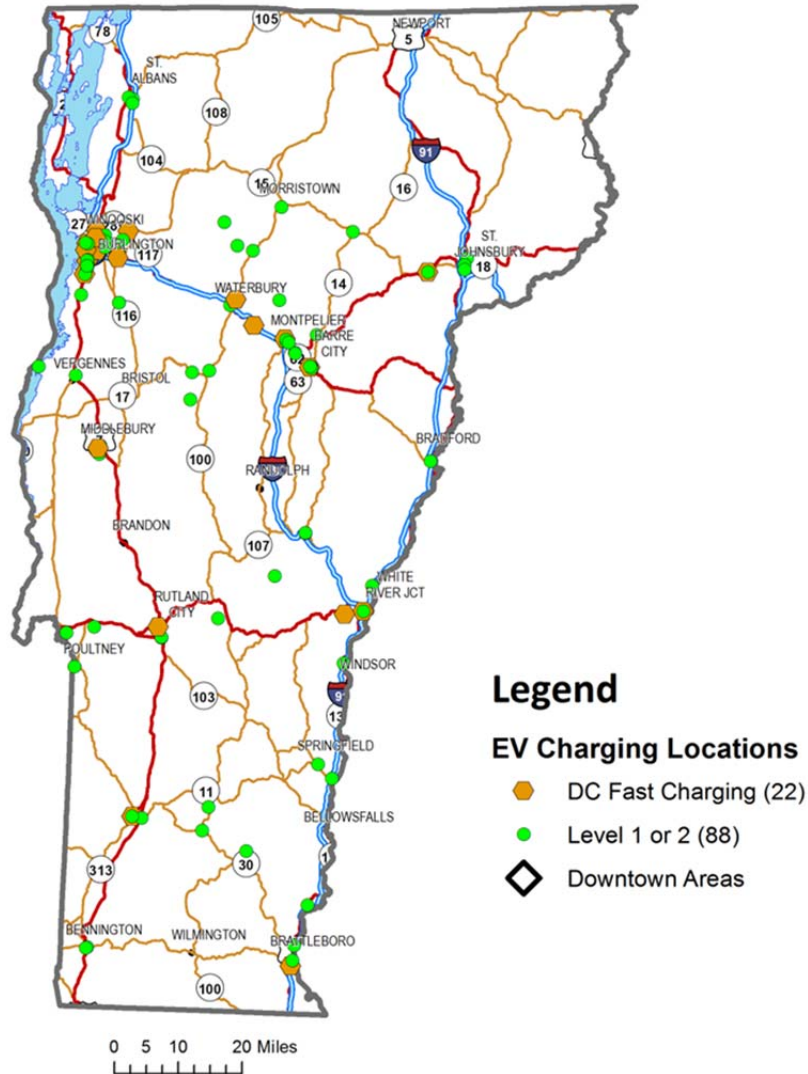 105
NEWPORT
5
78
ST.
ALBANS
108
91
104
15
MORRISTOWN
16
27
WINOOSKI
BURLINGTON
117
ST.
JOHNSBURY
18
14
WATERBURY
116
MONTPELIER
BARRE
CITY
62
63
VERGENNES
BRISTOL
17
MIDDLEBURY
7
100
BRADFORD
RANDOLPH
BRANDON
107
WHITE
RIVER JCT
RUTLAND
CITY
POULTNEY
WINDSOR
103
SPRINGFIELD
11
BELLOWSFALLS
30
313
BENNINGTON
WILMINGTON
BRATTLEBORO
100
0 5 10 20 Miles
Legend
EV Charging Locations
DC Fast Charging (22)
Level 1 or 2 (88)
Downtown Areas